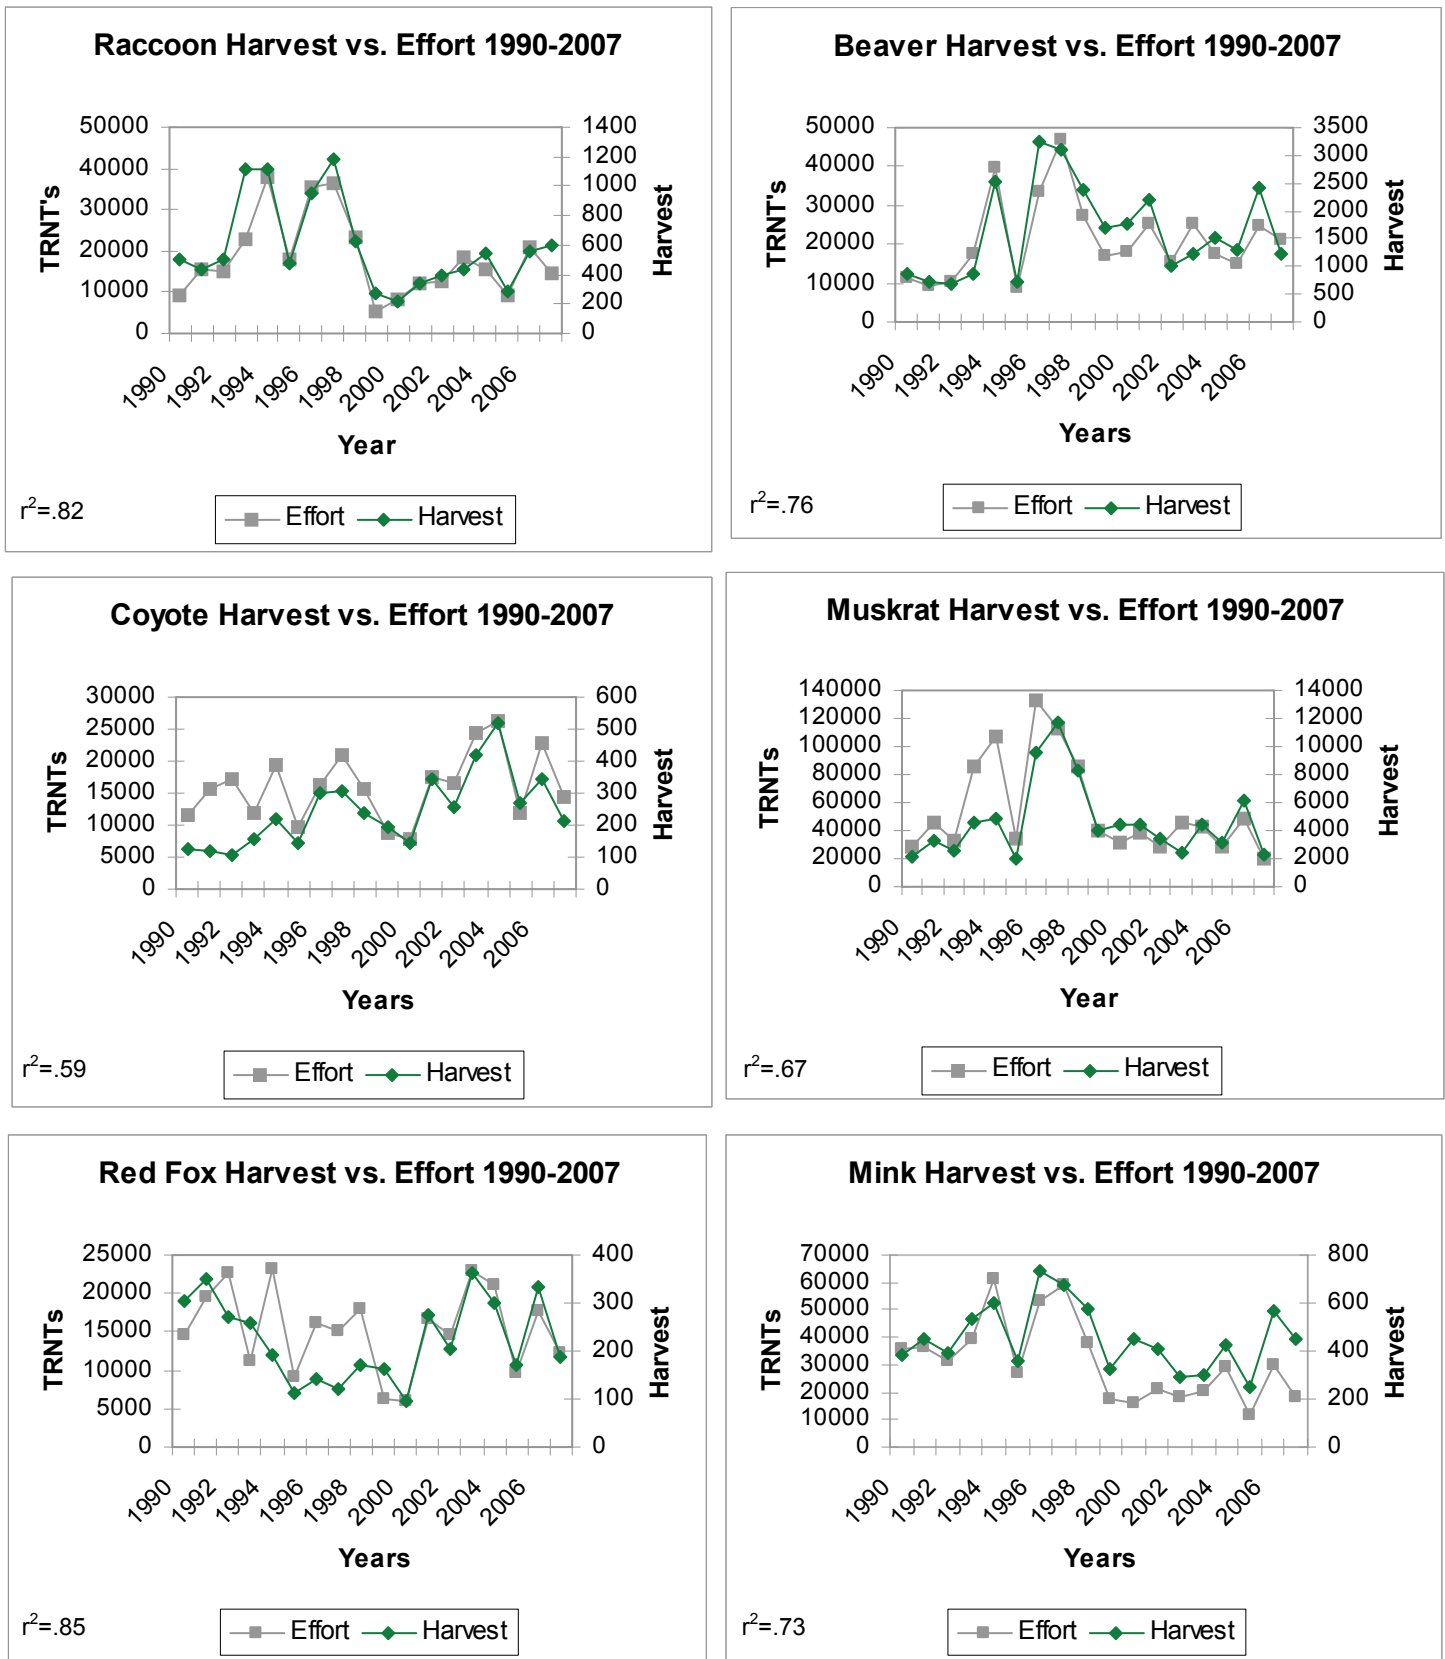 Raccoon Harvest vs. Effort 1990-2007
TRNT's
50000
40000
30000
20000
10000
0
1400
1200
1000
800
600
400
200
0
Harvest
1990 1992 1994 1996 1998 2000 2002 2004 2006
Year
r²=.82
Effort Harvest
Beaver Harvest vs. Effort 1990-2007
TRNT's
50000
40000
30000
20000
10000
0
3500
3000
2500
2000
1500
1000
500
0
Harvest
1990 1992 1994 1996 1998 2000 2002 2004 2006
Years
r²=.76
Effort Harvest
Coyote Harvest vs. Effort 1990-2007
TRNTs
30000
25000
20000
15000
10000
5000
0
600
500
400
300
200
100
0
Harvest
1990 1992 1994 1996 1998 2000 2002 2004 2006
Years
r²=.59
Effort Harvest
Muskrat Harvest vs. Effort 1990-2007
TRNTs
140000
120000
100000
80000
60000
40000
20000
0
14000
12000
10000
8000
6000
4000
2000
0
Harvest
1990 1992 1994 1996 1998 2000 2002 2004 2006
Year
r²=.67
Effort Harvest
Red Fox Harvest vs. Effort 1990-2007
TRNTs
25000
20000
15000
10000
5000
0
400
300
200
100
0
Harvest
1990 1992 1994 1996 1998 2000 2002 2004 2006
Years
r²=.85
Effort Harvest
Mink Harvest vs. Effort 1990-2007
TRNTs
70000
60000
50000
40000
30000
20000
10000
0
800
600
400
200
0
Harvest
1990 1992 1994 1996 1998 2000 2002 2004 2006
Years
r²=.73
Effort Harvest